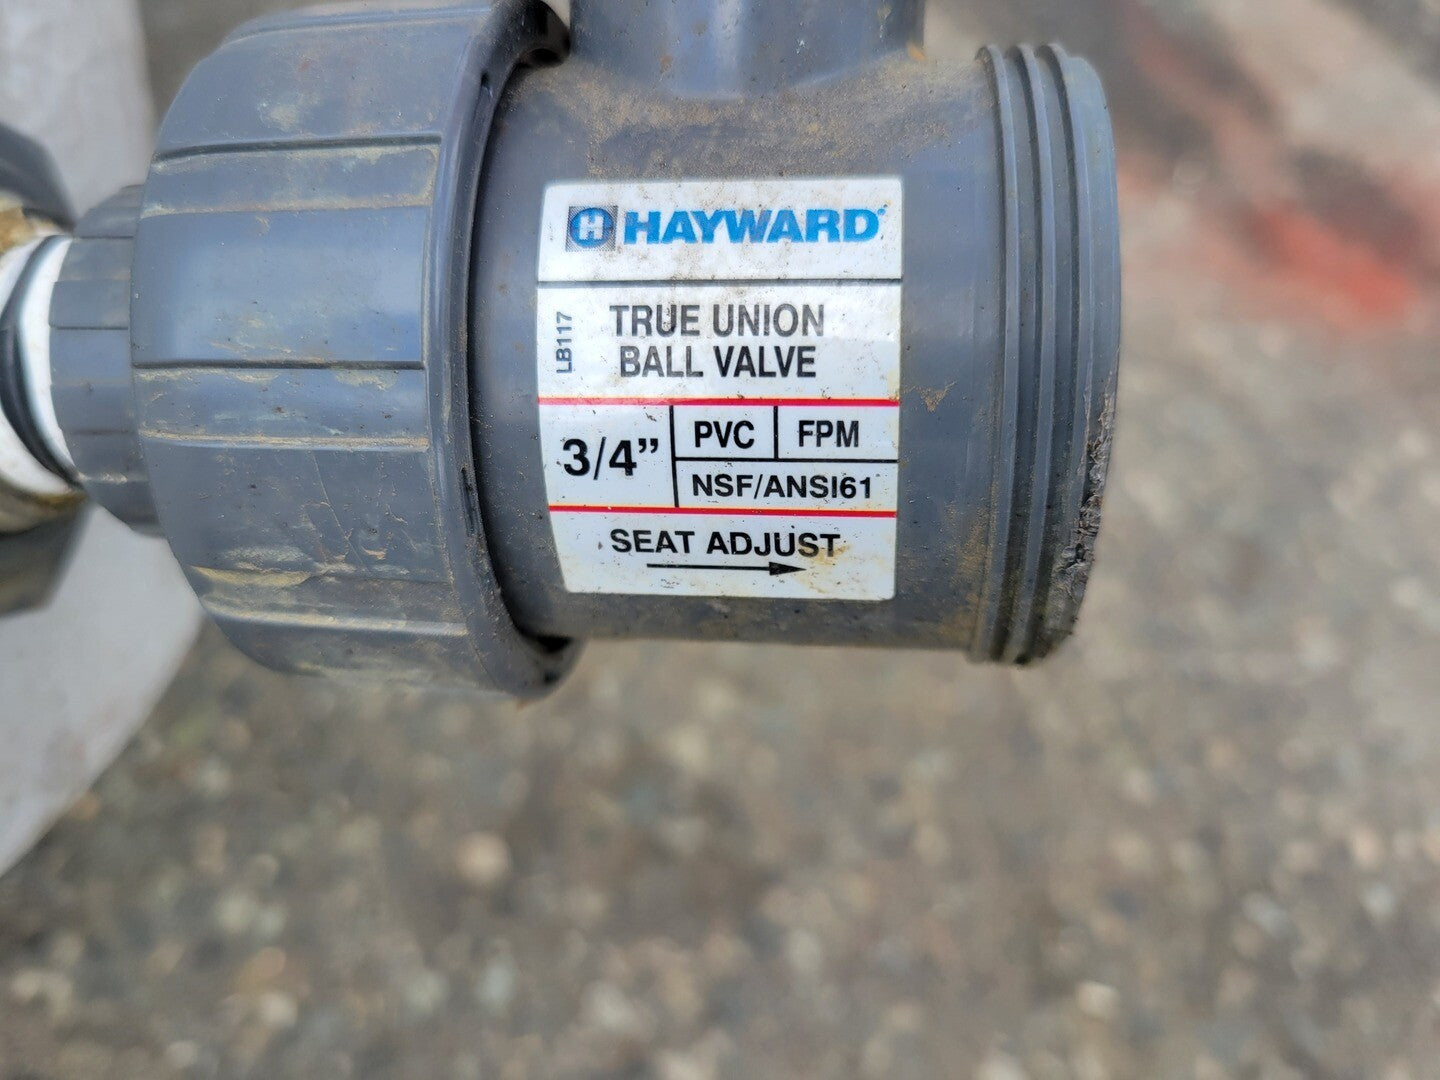 H HAYWARD®
LB117
TRUE UNION
BALL VALVE
3/4”
PVC
FPM
NSF/ANSI61
SEAT ADJUST